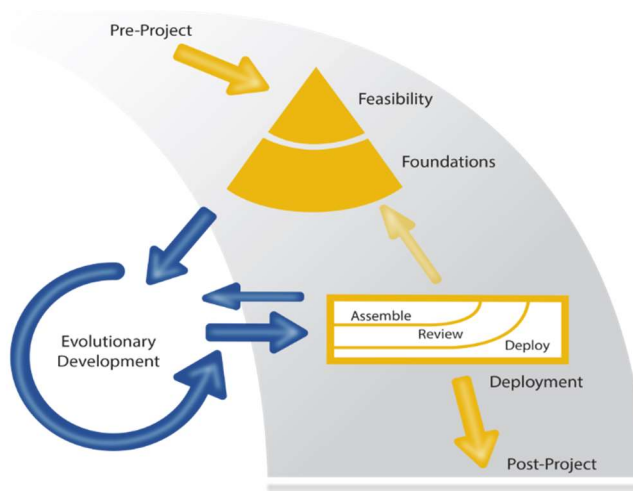 Pre-Project
Feasibility
Foundations
Evolutionary
Development
Assemble
Review
Deploy
Deployment
Post-Project